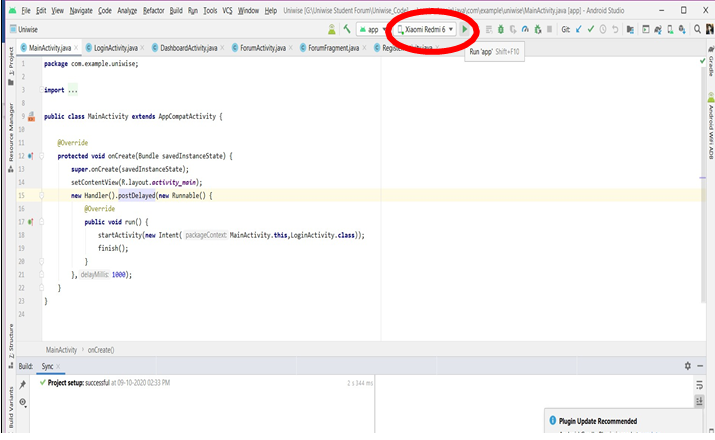 File Edit View Navigate Code Analyze Refactor Build Run Tools VCS Window Help Uniwise [G:\Uniwise Student Forum\Uniwise_Code\ \java\com\example\uniwise\MainActivity.java [app] - Android Studio
Uniwise app Xiaomi Redmi 6 Git:
Run 'app' Shift+F10
MainActivity.java LoginActivity.java DashboardActivity.java ForumActivity.java ForumFragment.java
1 package com.example.uniwise;
2
3 import ...
8
9 public class MainActivity extends AppCompatActivity {
10
11 @Override
12 protected void onCreate(Bundle savedInstanceState) {
13 super.onCreate(savedInstanceState);
14 setContentView(R.layout.activity_main);
15 new Handler().postDelayed(new Runnable() {
16 @Override
17 public void run() {
18 startActivity(new Intent( packageContext: MainActivity.this,LoginActivity.class));
19 finish();
20 }
21 }, delayMillis: 1000);
22 }
23 }
24
MainActivity › onCreate()
Build: Sync
Project setup: successful at 09-10-2020 02:33 PM 2 s 344 ms
Plugin Update Recommended
1: Project
Resource Manager
Z: Structure
Build Variants
Gradle
Android WiFi ADB